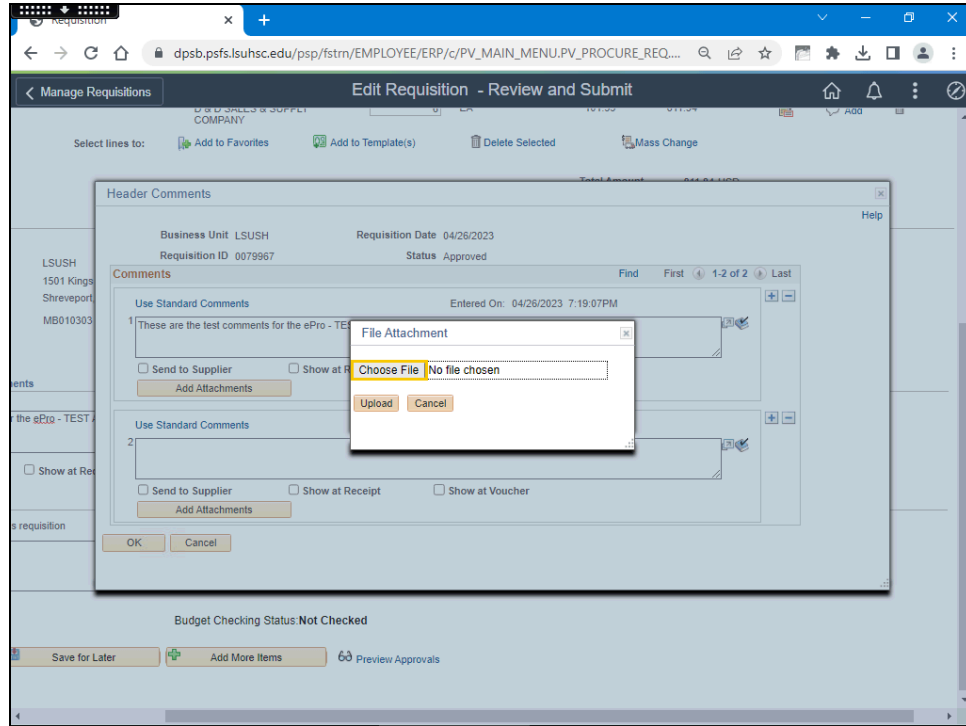 Requisition
dpsb.psfs.lsuhsc.edu/psp/fstrn/EMPLOYEE/ERP/c/PV_MAIN_MENU.PV_PROCURE_REQ....
Manage Requisitions
Edit Requisition - Review and Submit
D & D SALES & SUPPLY
COMPANY
Add
Select lines to:
Add to Favorites
Add to Template(s)
Delete Selected
Mass Change
Total Amount
Header Comments
Help
Business Unit LSUSH
Requisition Date 04/26/2023
Requisition ID 0079967
Status Approved
LSUSH
1501 Kings
Shreveport,
MB010303
Comments
Find
First
1-2 of 2
Last
Use Standard Comments
Entered On: 04/26/2023 7:19:07PM
1
These are the test comments for the ePro - TES
File Attachment
Choose File No file chosen
Upload
Cancel
Send to Supplier
Show at R
Add Attachments
ents
r the ePro - TEST A
Show at Rec
Use Standard Comments
2
Send to Supplier
Show at Receipt
Show at Voucher
Add Attachments
s requisition
OK
Cancel
Budget Checking Status:Not Checked
Save for Later
Add More Items
Preview Approvals